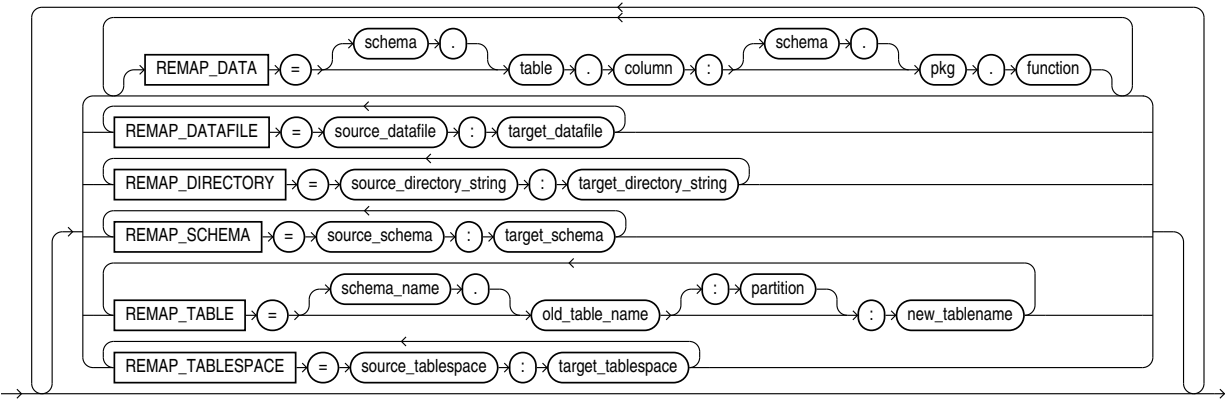 schema . schema .
REMAP_DATA = table . column : pkg . function
REMAP_DATAFILE = source_datafile : target_datafile
REMAP_DIRECTORY = source_directory_string : target_directory_string
REMAP_SCHEMA = source_schema : target_schema
schema_name . : partition
REMAP_TABLE = old_table_name : new_tablename
REMAP_TABLESPACE = source_tablespace : target_tablespace